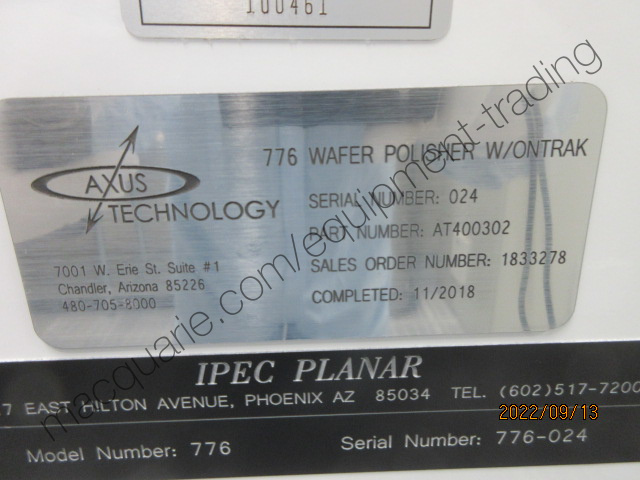 100461
AXUS
TECHNOLOGY
7001 W. Erie St. Suite #1
Chandler, Arizona 85226
480-705-8000
776 WAFER POLISHER W/ONTRAK
SERIAL NUMBER: 024
PART NUMBER: AT400302
SALES ORDER NUMBER: 1833278
COMPLETED: 11/2018
IPEC PLANAR
7 EAST HILTON AVENUE, PHOENIX AZ 85034 TEL. (602)517-7200
Model Number: 776 Serial Number: 776-024
2022/09/13
macquarie.com/equipment-trading